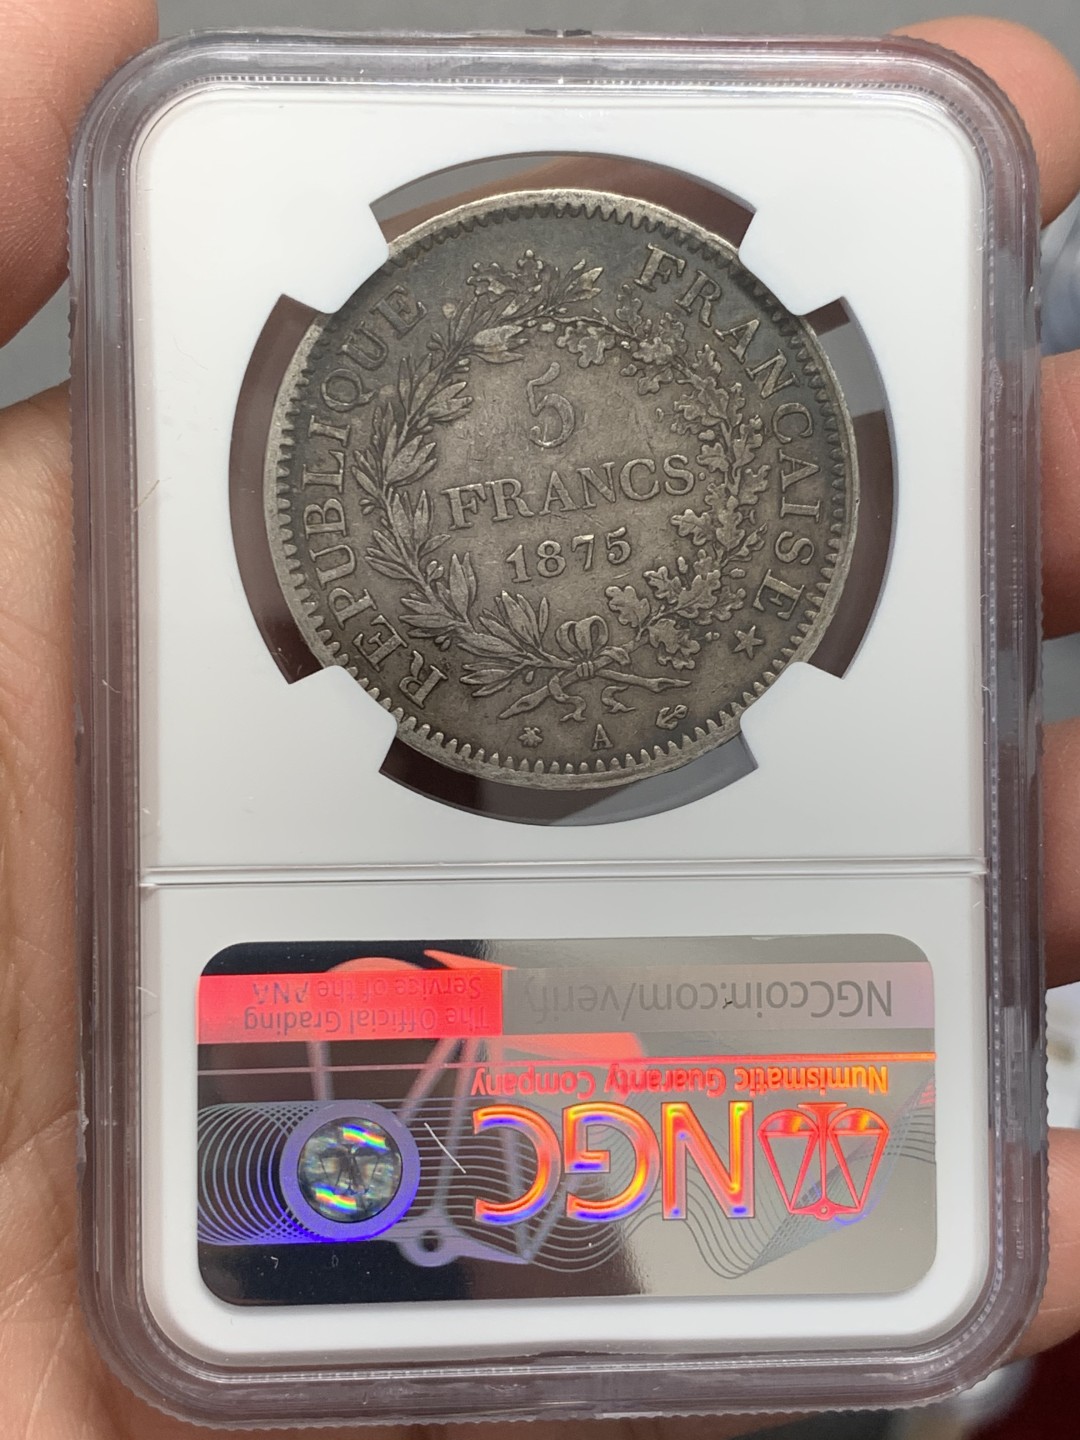 REPUBLIQUE FRANCAISE
5
FRANCS
1875
A
NGCcoin.com/verify
The Official Grading
Service of the ANA
Numismatic Guaranty Company
NGC